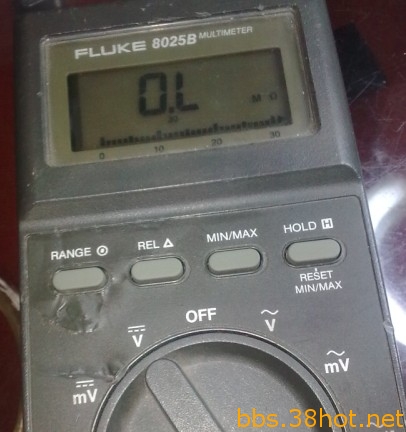 FLUKE 8025B MULTIMETER
0.L
M Ω
30
0 10 20 30
RANGE REL Δ MIN/MAX HOLD H
RESET
MIN/MAX
OFF
V
V
mV
mV
bbs.38hot.net